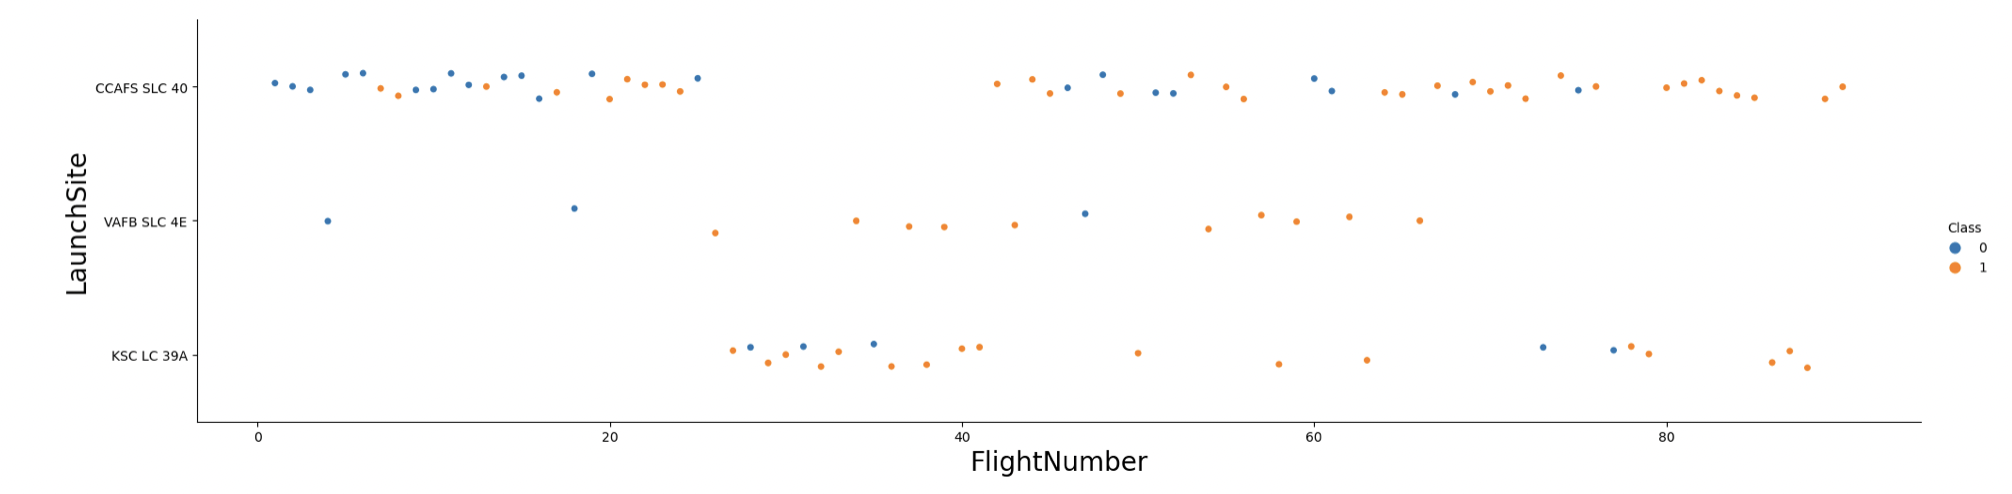 LaunchSite
CCAFS SLC 40
VAFB SLC 4E
KSC LC 39A
0 20 40 60 80
FlightNumber
Class
0
1